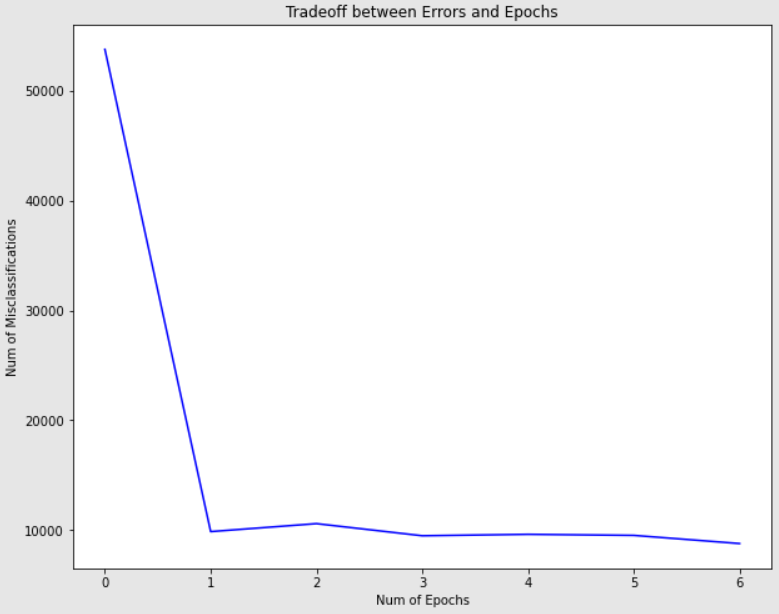 Tradeoff between Errors and Epochs
50000
40000
30000
20000
10000
Num of Misclassifications
0 1 2 3 4 5 6
Num of Epochs